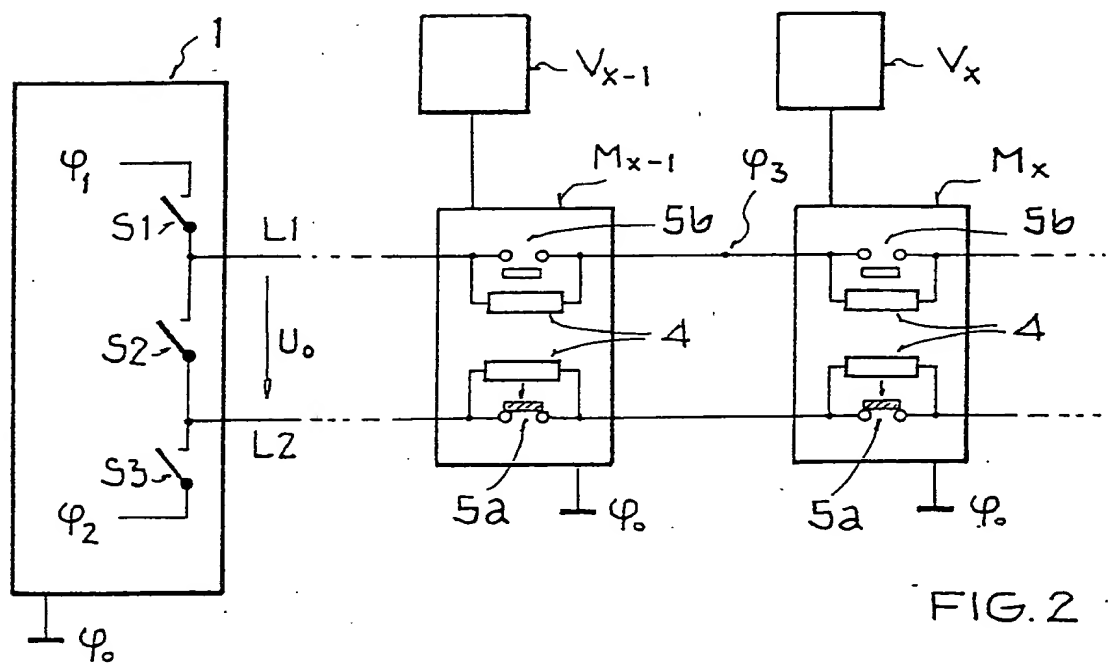 1
V_{x-1}
V_x
φ_1
M_{x-1}
φ_3
M_x
S1
L1
5b
5b
S2
U_o
4
4
L2
S3
5a
5a
φ_2
φ_o
φ_o
φ_o
FIG. 2